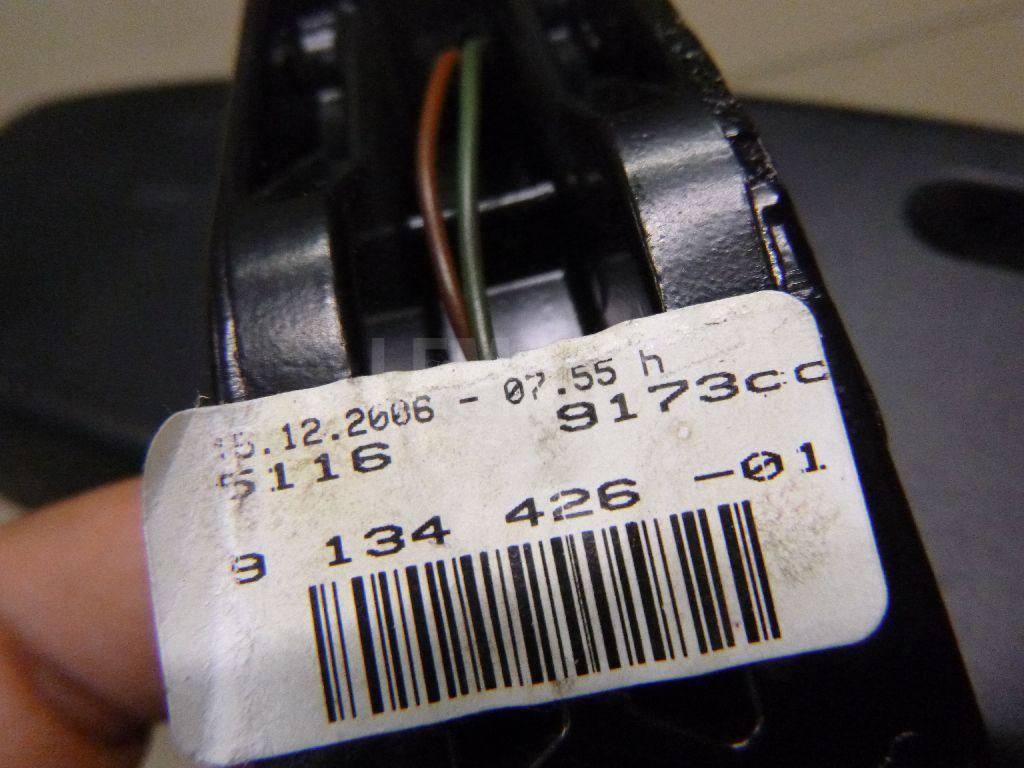 15.12.2006 - 07.55 h
5116 9173cc
9 134 426 -01